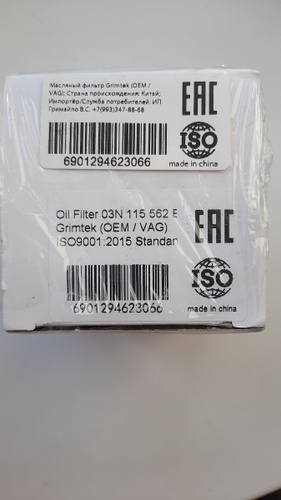 Масляный фильтр Grimtek (OEM /
VAG); Страна происхождения: Китай;
Импортёр/Служба потребителей: ИП
Гримайло В.С. +7(993)347-88-68
EAC
ISO
6901294623066
made in china
Oil Filter 03N 115 562 E
Grimtek (OEM / VAG)
ISO9001:2015 Standar
EAC
ISO
6901294623066
made in china